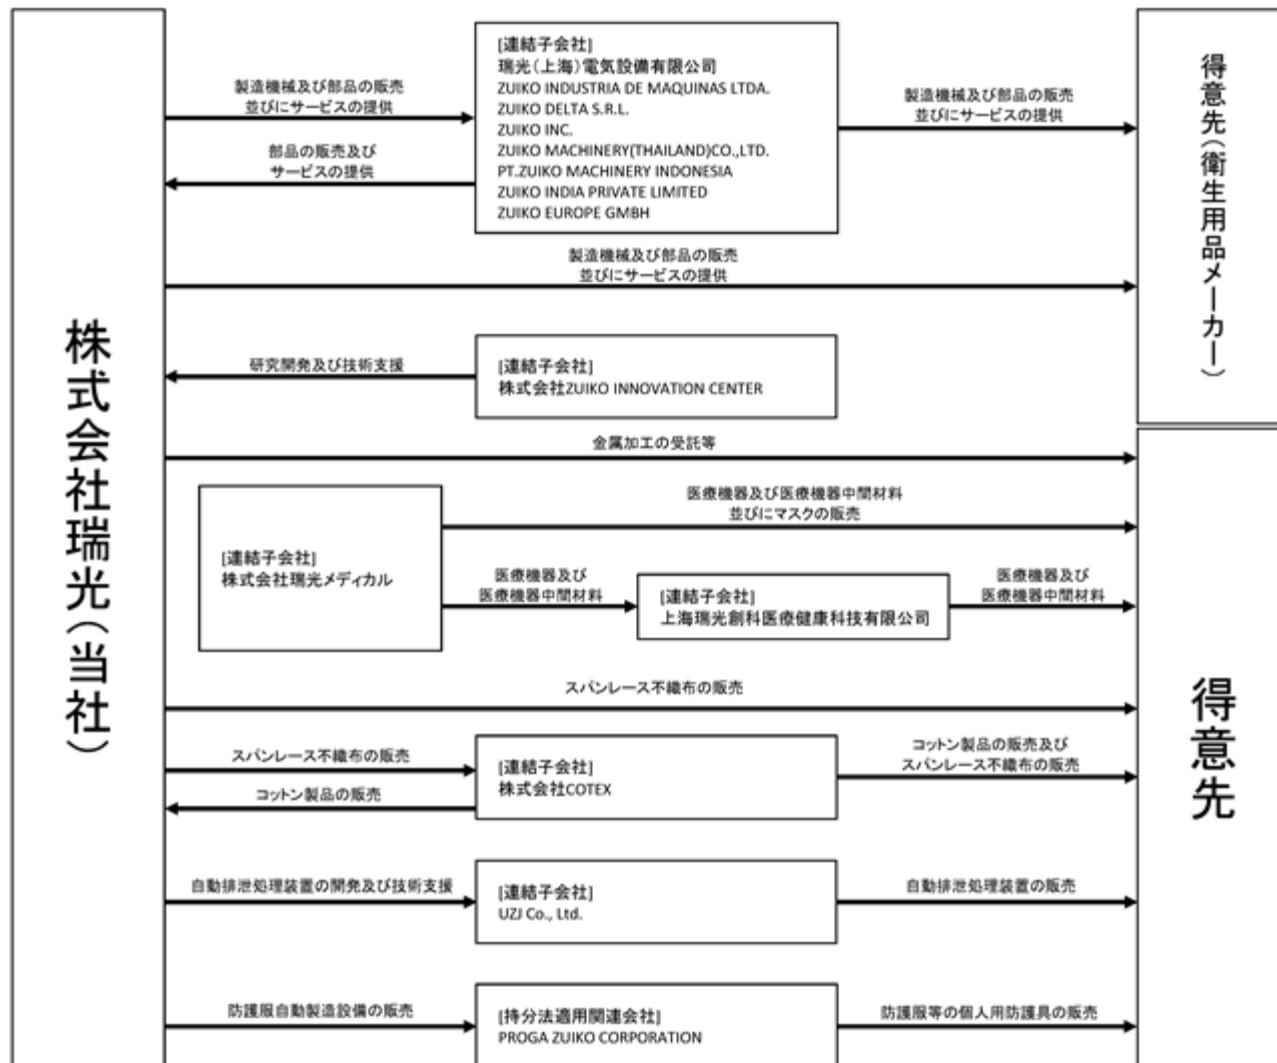 株式会社瑞光(当社)
製造機械及び部品の販売
並びにサービスの提供
部品の販売及び
サービスの提供
[連結子会社]
瑞光(上海)電気設備有限公司
ZUIKO INDUSTRIA DE MAQUINAS LTDA.
ZUIKO DELTA S.R.L.
ZUIKO INC.
ZUIKO MACHINERY(THAILAND)CO.,LTD.
PT.ZUIKO MACHINERY INDONESIA
ZUIKO INDIA PRIVATE LIMITED
ZUIKO EUROPE GMBH
製造機械及び部品の販売
並びにサービスの提供
得意先(衛生用品メーカー)
製造機械及び部品の販売
並びにサービスの提供
研究開発及び技術支援
[連結子会社]
株式会社ZUIKO INNOVATION CENTER
金属加工の受託等
得意先
[連結子会社]
株式会社瑞光メディカル
医療機器及び医療機器中間材料
並びにマスクの販売
医療機器及び
医療機器中間材料
[連結子会社]
上海瑞光創科医療健康科技有限公司
医療機器及び
医療機器中間材料
スパンレース不織布の販売
スパンレース不織布の販売
コットン製品の販売
[連結子会社]
株式会社COTEX
コットン製品の販売及び
スパンレース不織布の販売
自動排泄処理装置の開発及び技術支援
[連結子会社]
UZJ Co., Ltd.
自動排泄処理装置の販売
防護服自動製造設備の販売
[持分法適用関連会社]
PROGA ZUIKO CORPORATION
防護服等の個人用防護具の販売